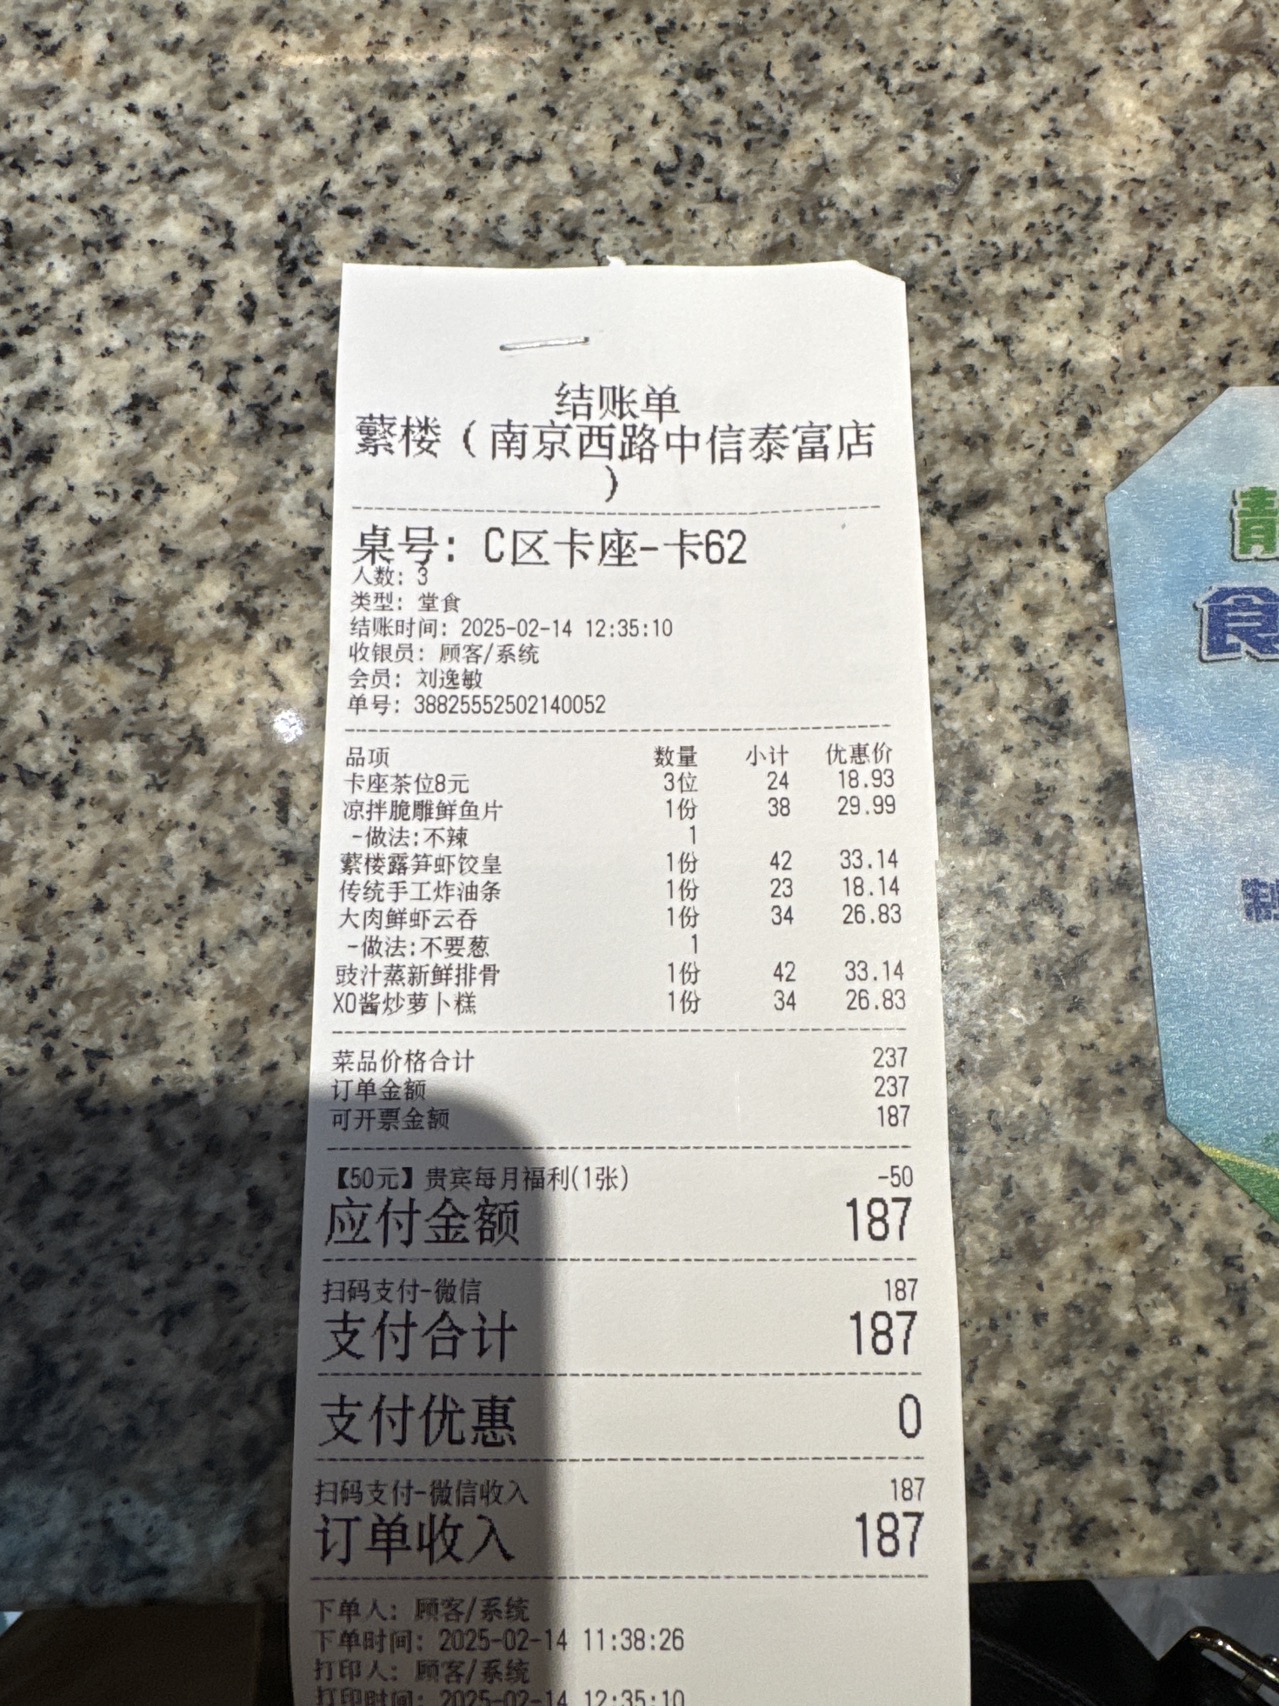 结账单
蘩楼（南京西路中信泰富店
）
桌号: C区卡座-卡62
人数: 3
类型: 堂食
结账时间: 2025-02-14 12:35:10
收银员: 顾客/系统
会员: 刘逸敏
单号: 38825552502140052
品项 数量 小计 优惠价
卡座茶位8元 3位 24 18.93
凉拌脆雕鲜鱼片 1份 38 29.99
-做法:不辣 1
蘩楼露笋虾饺皇 1份 42 33.14
传统手工炸油条 1份 23 18.14
大肉鲜虾云吞 1份 34 26.83
-做法:不要葱 1
豉汁蒸新鲜排骨 1份 42 33.14
XO酱炒萝卜糕 1份 34 26.83
菜品价格合计 237
订单金额 237
可开票金额 187
【50元】贵宾每月福利(1张) -50
应付金额 187
扫码支付-微信 187
支付合计 187
支付优惠 0
扫码支付-微信收入 187
订单收入 187
下单人: 顾客/系统
下单时间: 2025-02-14 11:38:26
打印人: 顾客/系统
打印时间: 2025-02-14 12:35:10
青
食